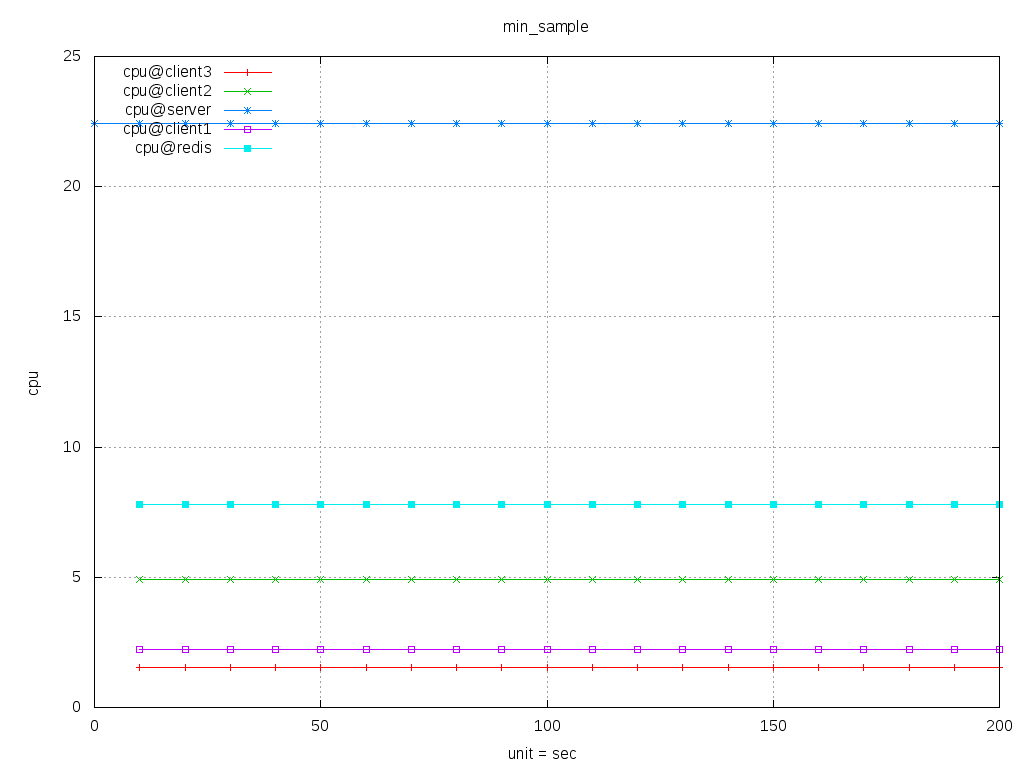 min_sample
25
20
15
10
5
0
cpu@client3
cpu@client2
cpu@server
cpu@client1
cpu@redis
cpu
0 50 100 150 200
unit = sec